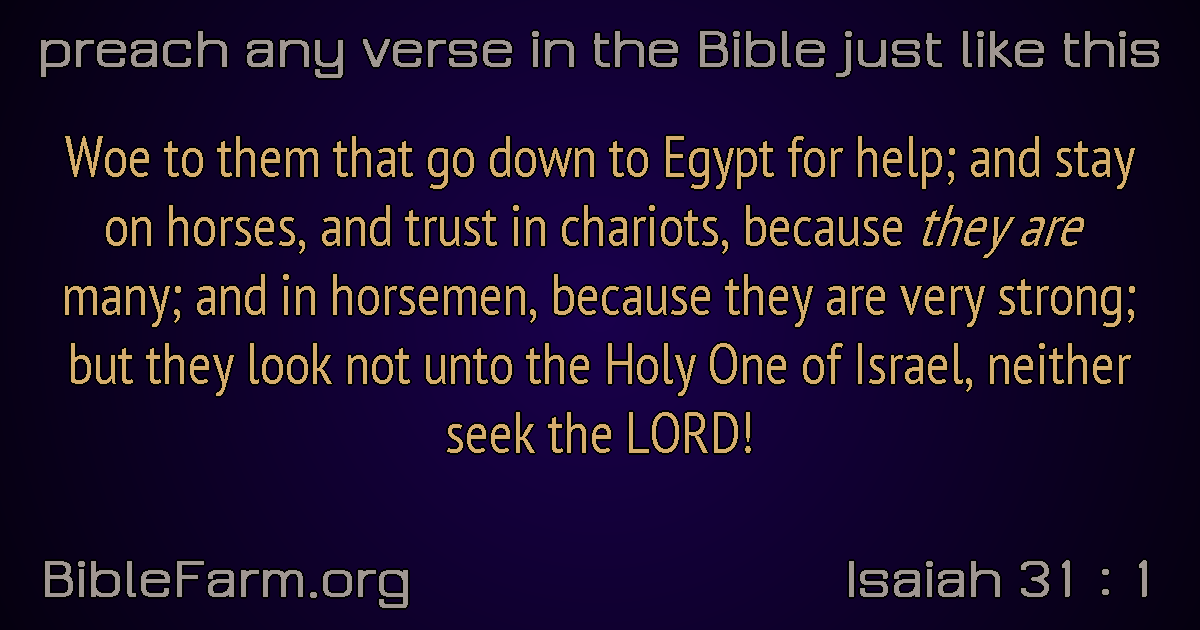 preach any verse in the Bible just like this
Woe to them that go down to Egypt for help; and stay
on horses, and trust in chariots, because they are
many; and in horsemen, because they are very strong;
but they look not unto the Holy One of Israel, neither
seek the LORD!
BibleFarm.org
Isaiah 31 : 1